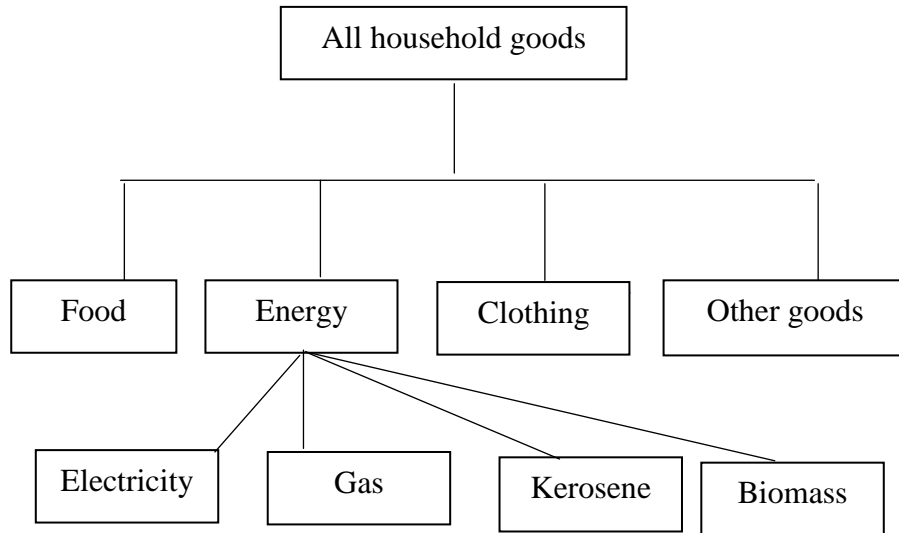 All household goods
Food
Energy
Clothing
Other goods
Electricity
Gas
Kerosene
Biomass